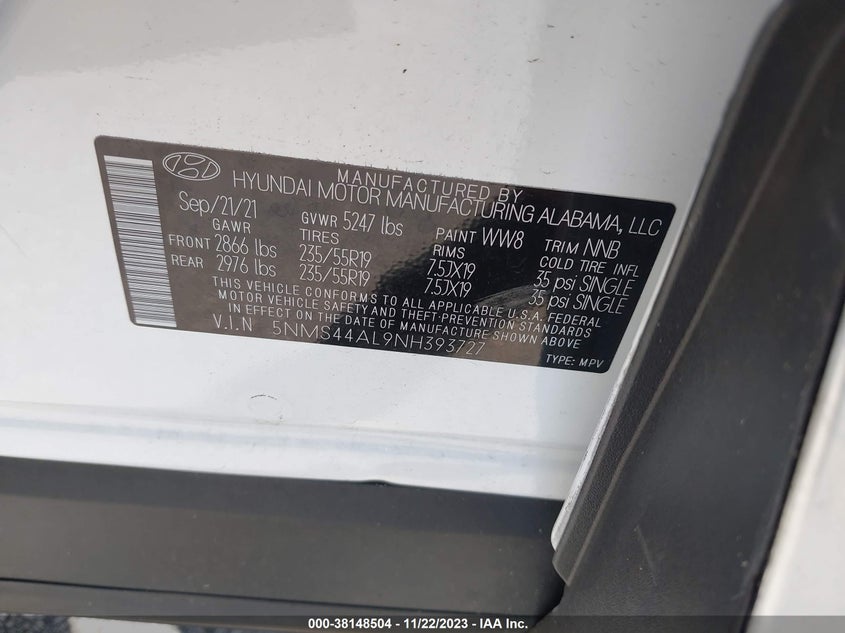 MANUFACTURED BY
HYUNDAI MOTOR MANUFACTURING ALABAMA, LLC
Sep/21/21 GVWR 5247 lbs PAINT WW8 TRIM NNB
GAWR TIRES RIMS COLD TIRE INFL
FRONT 2866 lbs 235/55R19 7.5JX19 35 psi SINGLE
REAR 2976 lbs 235/55R19 7.5JX19 35 psi SINGLE
THIS VEHICLE CONFORMS TO ALL APPLICABLE U.S.A. FEDERAL
MOTOR VEHICLE SAFETY AND THEFT PREVENTION STANDARDS
IN EFFECT ON THE DATE OF MANUFACTURE SHOWN ABOVE
V.I.N 5NMS44AL9NH393727
TYPE: MPV
000-38148504 - 11/22/2023 - IAA Inc.